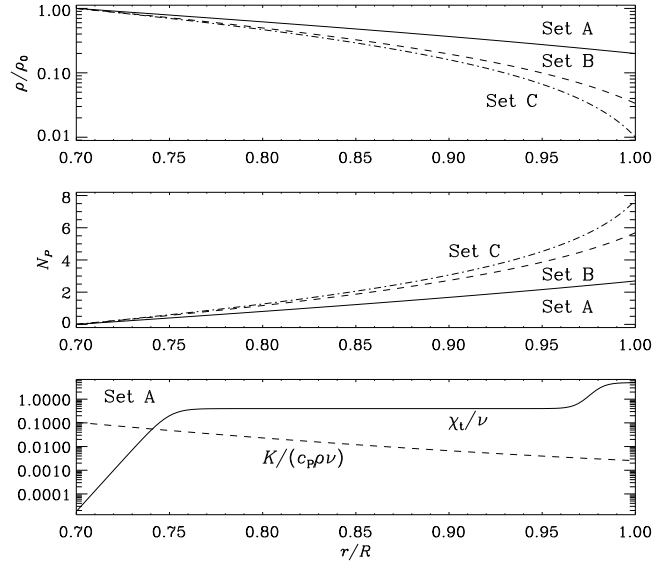 1.00
0.10
0.01
ρ/ρ₀
Set A
Set B
Set C
0.70 0.75 0.80 0.85 0.90 0.95 1.00
8
6
4
2
0
N_P
Set C
Set B
Set A
0.70 0.75 0.80 0.85 0.90 0.95 1.00
1.0000
0.1000
0.0100
0.0010
0.0001
Set A
χₜ/ν
K/(c_Pρν)
0.70 0.75 0.80 0.85 0.90 0.95 1.00
r/R